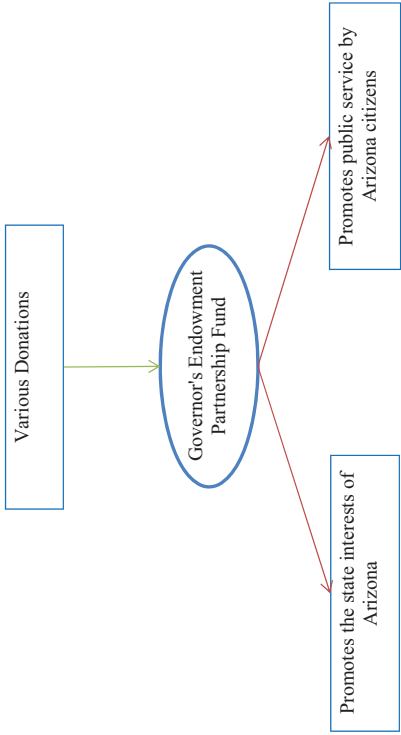 Various Donations
Governor's Endowment
Partnership Fund
Promotes the state interests of
Arizona
Promotes public service by
Arizona citizens